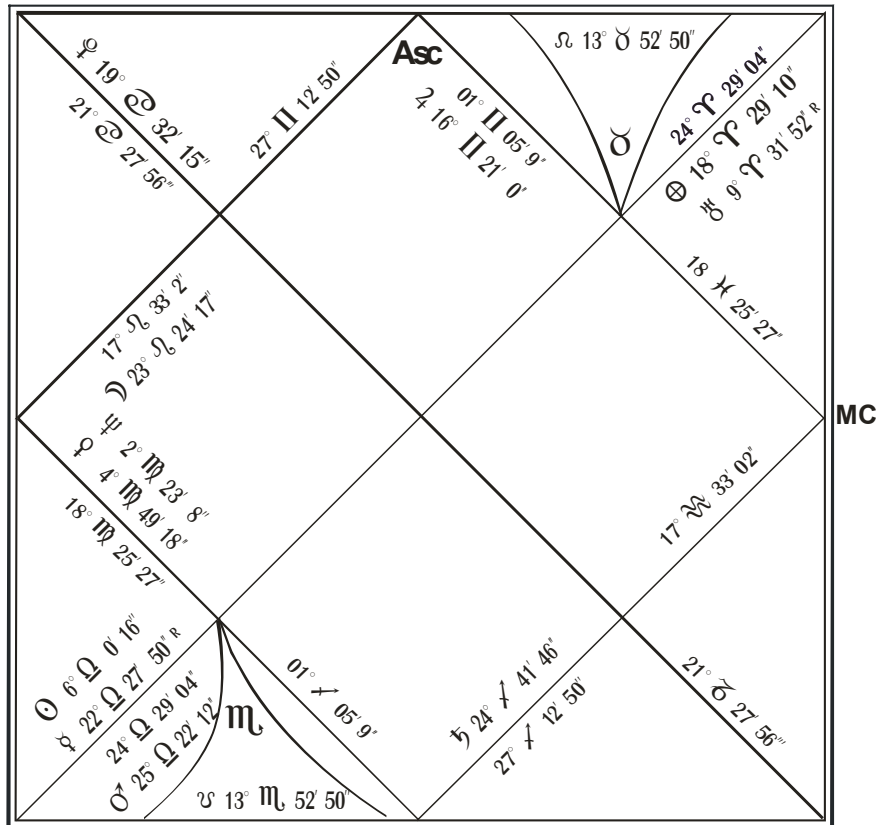 ⯓ 19° ♋ 32' 15"
21° ♋ 27' 56'''
27° ♊ 12' 50"
Asc
01° ♊ 05' 9"
♃ 16° ♊ 21' 0"
☊ 13° ♉ 52' 50"
♉
24° ♈ 29' 04"
⊕ 18° ♈ 29' 10"
♅ 9° ♈ 31' 52" R
18 ♓ 25' 27"
MC
17° ♒ 33' 02"
17° ♌ 33' 2"
☽ 23° ♌ 24' 17"
♆ 2° ♍ 23' 8"
♀ 4° ♍ 49' 18"
18° ♍ 25' 27"
☉ 6° ♎ 0' 16"
☿ 22° ♎ 27' 50" R
24° ♎ 29' 04"
♂ 25° ♎ 22' 12"
♏
☋ 13° ♏ 52' 50"
01° ♐ 05' 9"
♄ 24° ♐ 41' 46"
27° ♐ 12' 50"
21° ♑ 27' 56'''